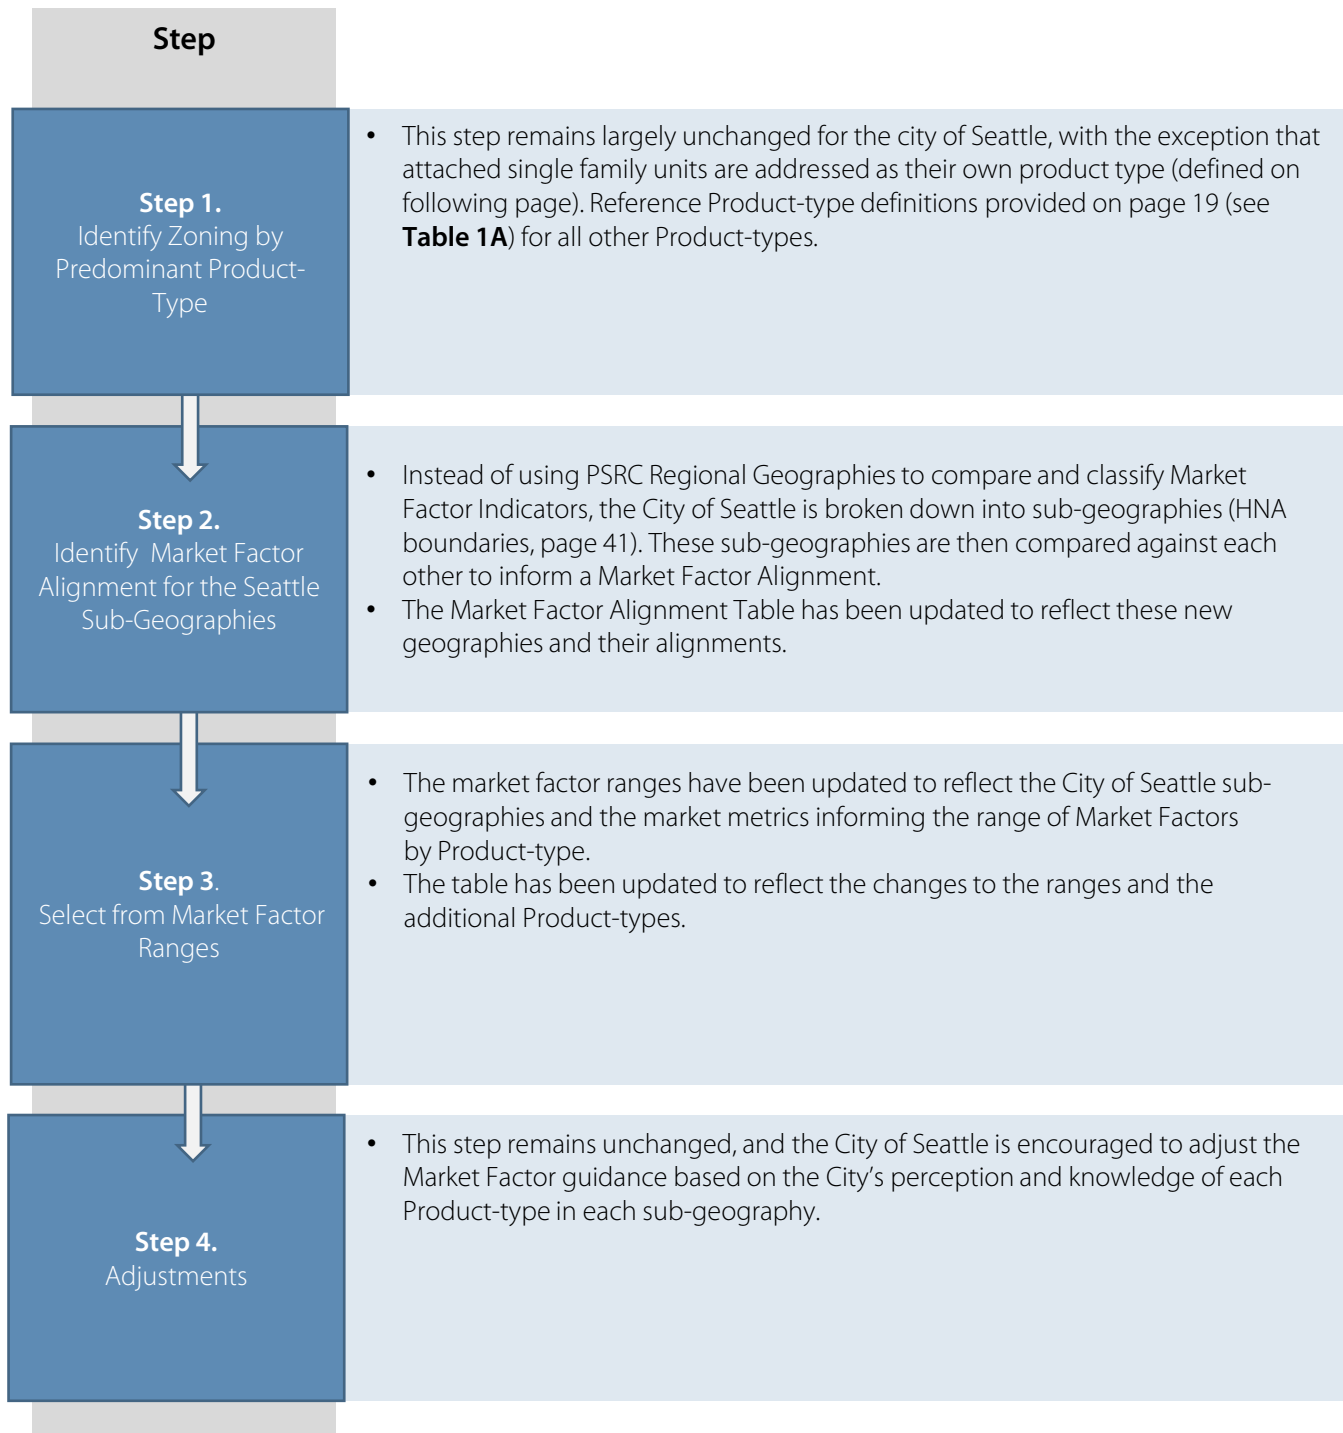 Step
Step 1.
Identify Zoning by
Predominant Product-
Type
• This step remains largely unchanged for the city of Seattle, with the exception that
attached single family units are addressed as their own product type (defined on
following page). Reference Product-type definitions provided on page 19 (see
Table 1A) for all other Product-types.
Step 2.
Identify Market Factor
Alignment for the Seattle
Sub-Geographies
• Instead of using PSRC Regional Geographies to compare and classify Market
Factor Indicators, the City of Seattle is broken down into sub-geographies (HNA
boundaries, page 41). These sub-geographies are then compared against each
other to inform a Market Factor Alignment.
• The Market Factor Alignment Table has been updated to reflect these new
geographies and their alignments.
Step 3.
Select from Market Factor
Ranges
• The market factor ranges have been updated to reflect the City of Seattle sub-
geographies and the market metrics informing the range of Market Factors
by Product-type.
• The table has been updated to reflect the changes to the ranges and the
additional Product-types.
Step 4.
Adjustments
• This step remains unchanged, and the City of Seattle is encouraged to adjust the
Market Factor guidance based on the City's perception and knowledge of each
Product-type in each sub-geography.